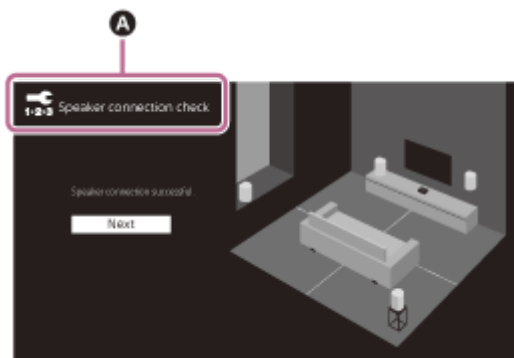 A
1·2·3 Speaker connection check
Speaker connection successful.
Next